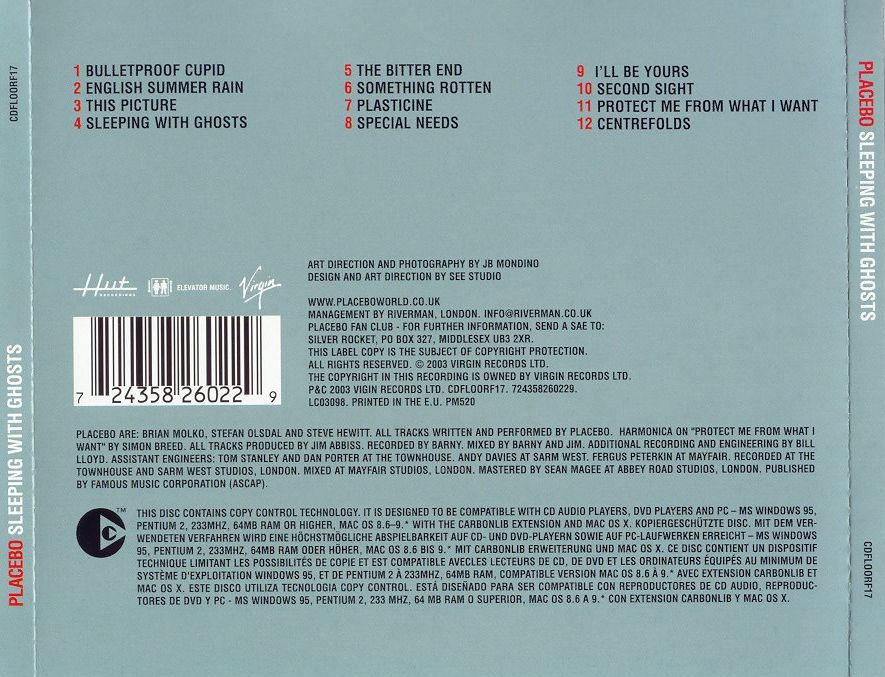 CDFLOORF17
PLACEBO SLEEPING WITH GHOSTS
1 BULLETPROOF CUPID
2 ENGLISH SUMMER RAIN
3 THIS PICTURE
4 SLEEPING WITH GHOSTS
5 THE BITTER END
6 SOMETHING ROTTEN
7 PLASTICINE
8 SPECIAL NEEDS
9 I'LL BE YOURS
10 SECOND SIGHT
11 PROTECT ME FROM WHAT I WANT
12 CENTREFOLDS
Hut
RECORDINGS
ELEVATOR MUSIC.
Virgin
7 24358 26022 9
ART DIRECTION AND PHOTOGRAPHY BY JB MONDINO
DESIGN AND ART DIRECTION BY SEE STUDIO
WWW.PLACEBOWORLD.CO.UK
MANAGEMENT BY RIVERMAN, LONDON. INFO@RIVERMAN.CO.UK
PLACEBO FAN CLUB - FOR FURTHER INFORMATION, SEND A SAE TO:
SILVER ROCKET, PO BOX 327, MIDDLESEX UB3 2XR.
THIS LABEL COPY IS THE SUBJECT OF COPYRIGHT PROTECTION.
ALL RIGHTS RESERVED. © 2003 VIRGIN RECORDS LTD.
THE COPYRIGHT IN THIS RECORDING IS OWNED BY VIRGIN RECORDS LTD.
P&C 2003 VIGIN RECORDS LTD. CDFLOORF17. 724358260229.
LC03098. PRINTED IN THE E.U. PM520
PLACEBO ARE: BRIAN MOLKO, STEFAN OLSDAL AND STEVE HEWITT. ALL TRACKS WRITTEN AND PERFORMED BY PLACEBO. HARMONICA ON "PROTECT ME FROM WHAT I
WANT" BY SIMON BREED. ALL TRACKS PRODUCED BY JIM ABBISS. RECORDED BY BARNY. MIXED BY BARNY AND JIM. ADDITIONAL RECORDING AND ENGINEERING BY BILL
LLOYD. ASSISTANT ENGINEERS: TOM STANLEY AND DAN PORTER AT THE TOWNHOUSE. ANDY DAVIES AT SARM WEST. FERGUS PETERKIN AT MAYFAIR. RECORDED AT THE
TOWNHOUSE AND SARM WEST STUDIOS, LONDON. MIXED AT MAYFAIR STUDIOS, LONDON. MASTERED BY SEAN MAGEE AT ABBEY ROAD STUDIOS, LONDON. PUBLISHED
BY FAMOUS MUSIC CORPORATION (ASCAP).
THIS DISC CONTAINS COPY CONTROL TECHNOLOGY. IT IS DESIGNED TO BE COMPATIBLE WITH CD AUDIO PLAYERS, DVD PLAYERS AND PC – MS WINDOWS 95,
PENTIUM 2, 233MHZ, 64MB RAM OR HIGHER, MAC OS 8.6–9.* WITH THE CARBONLIB EXTENSION AND MAC OS X. KOPIERGESCHÜTZTE DISC. MIT DEM VER-
WENDETEN VERFAHREN WIRD EINE HÖCHSTMÖGLICHE ABSPIELBARKEIT AUF CD- UND DVD-PLAYERN SOWIE AUF PC-LAUFWERKEN ERREICHT – MS WINDOWS
95, PENTIUM 2, 233MHZ, 64MB RAM ODER HÖHER, MAC OS 8.6 BIS 9.* MIT CARBONLIB ERWEITERUNG UND MAC OS X. CE DISC CONTIENT UN DISPOSITIF
TECHNIQUE LIMITANT LES POSSIBILITÉS DE COPIE ET EST COMPATIBLE AVECLES LECTEURS DE CD, DE DVD ET LES ORDINATEURS ÉQUIPÉS AU MINIMUM DE
SYSTÈME D'EXPLOITATION WINDOWS 95, ET DE PENTIUM 2 À 233MHZ, 64MB RAM, COMPATIBLE VERSION MAC OS 8.6 À 9.* AVEC EXTENSION CARBONLIB ET
MAC OS X. ESTE DISCO UTILIZA TECNOLOGIA COPY CONTROL. ESTÁ DISEÑADO PARA SER COMPATIBLE CON REPRODUCTORES DE CD AUDIO, REPRODUC-
TORES DE DVD Y PC - MS WINDOWS 95, PENTIUM 2, 233 MHZ, 64 MB RAM O SUPERIOR, MAC OS 8.6 A 9.* CON EXTENSION CARBONLIB Y MAC OS X.
PLACEBO SLEEPING WITH GHOSTS
CDFLOORF17